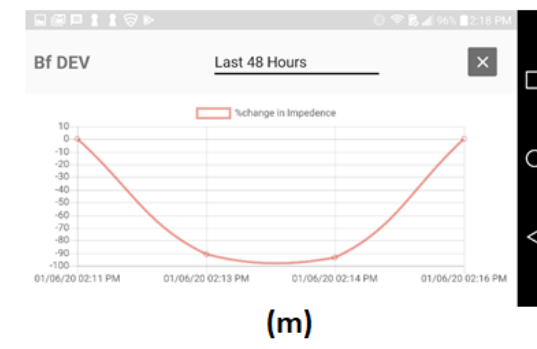 96% 2:18 PM
Bf DEV
Last 48 Hours
%change in Impedence
10
0
-10
-20
-30
-40
-50
-60
-70
-80
-90
-100
01/06/20 02:11 PM 01/06/20 02:13 PM 01/06/20 02:14 PM 01/06/20 02:16 PM
(m)